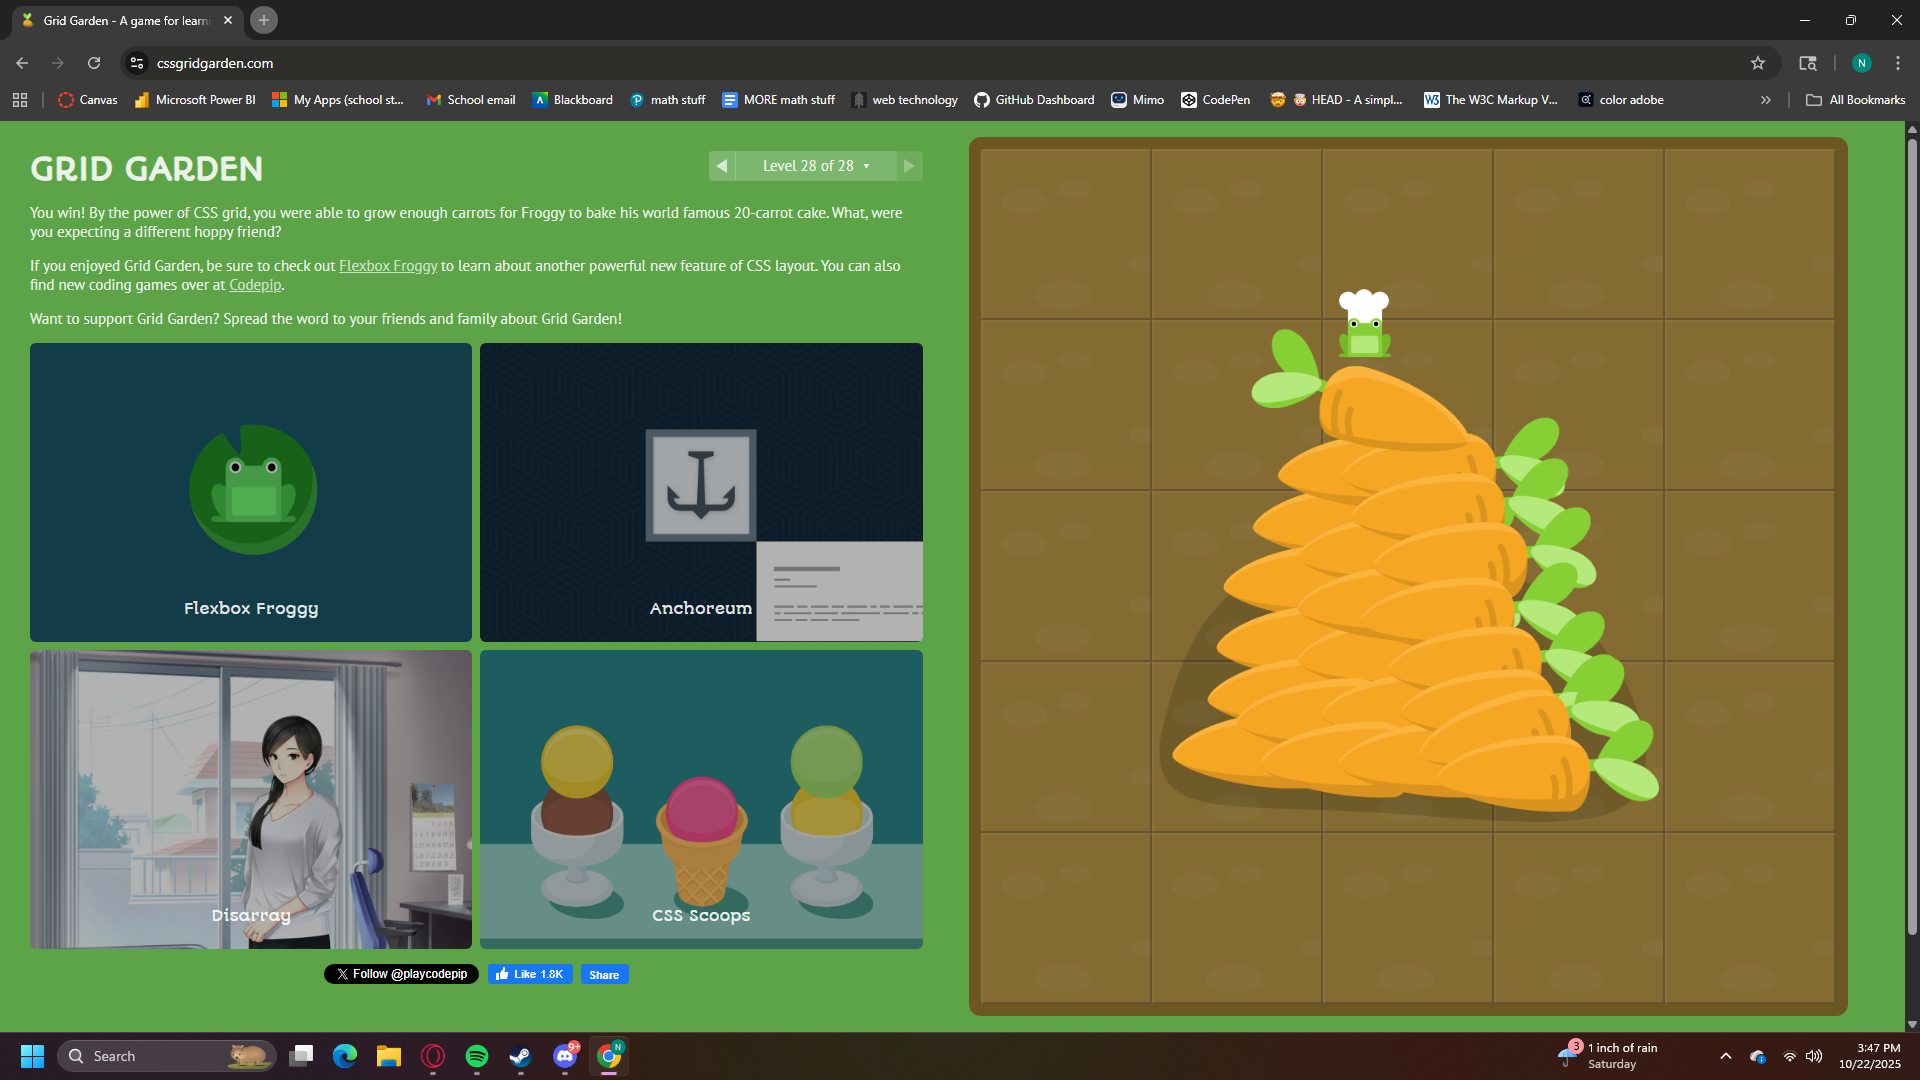 Grid Garden - A game for learni
cssgridgarden.com
N
Canvas
Microsoft Power BI
My Apps (school st...
School email
Blackboard
math stuff
MORE math stuff
web technology
GitHub Dashboard
Mimo
CodePen
HEAD - A simpl...
The W3C Markup V...
color adobe
All Bookmarks
GRID GARDEN
Level 28 of 28
You win! By the power of CSS grid, you were able to grow enough carrots for Froggy to bake his world famous 20-carrot cake. What, were
you expecting a different hoppy friend?
If you enjoyed Grid Garden, be sure to check out Flexbox Froggy to learn about another powerful new feature of CSS layout. You can also
find new coding games over at Codepip.
Want to support Grid Garden? Spread the word to your friends and family about Grid Garden!
Flexbox Froggy
Anchoreum
Disarray
CSS Scoops
Follow @playcodepip
Like 1.8K
Share
Search
9+
N
3
1 inch of rain
Saturday
3:47 PM
10/22/2025